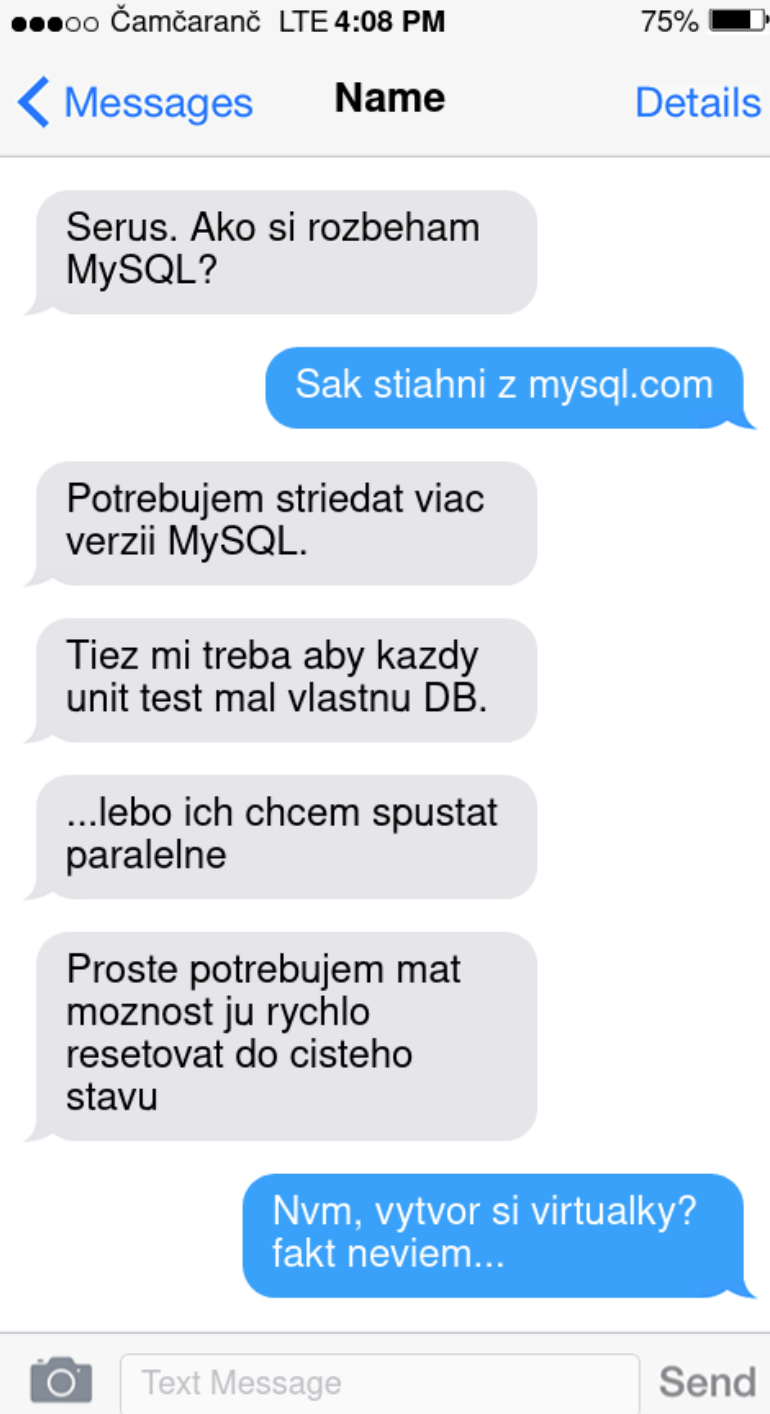 Čamčaranč LTE 4:08 PM 75%
Messages Name Details
Serus. Ako si rozbeham
MySQL?
Sak stiahni z mysql.com
Potrebujem striedat viac
verzii MySQL.
Tiez mi treba aby kazdy
unit test mal vlastnu DB.
...lebo ich chcem spustat
paralelne
Proste potrebujem mat
moznost ju rychlo
resetovat do cisteho
stavu
Nvm, vytvor si virtualky?
fakt neviem...
Text Message Send